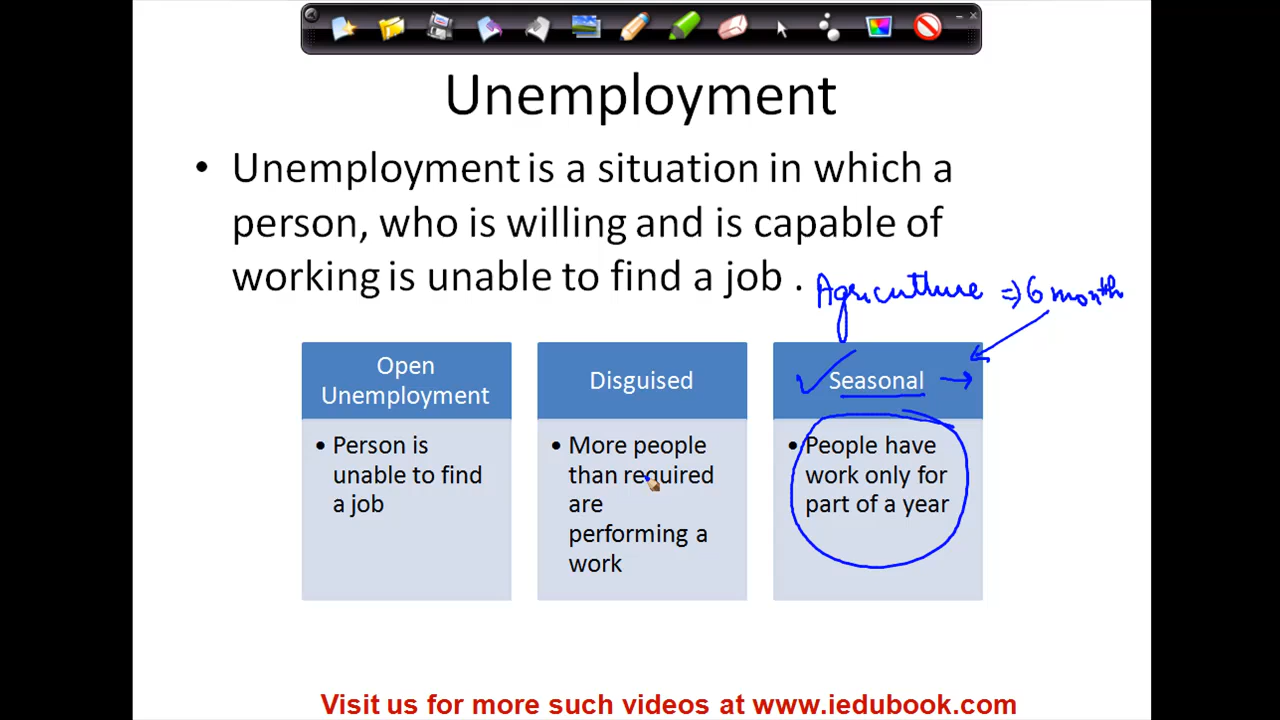 Unemployment
• Unemployment is a situation in which a
person, who is willing and is capable of
working is unable to find a job .
Agriculture ⇒ 6 month
Open
Unemployment
• Person is
unable to find
a job
Disguised
• More people
than required
are
performing a
work
Seasonal →
• People have
work only for
part of a year
Visit us for more such videos at www.iedubook.com